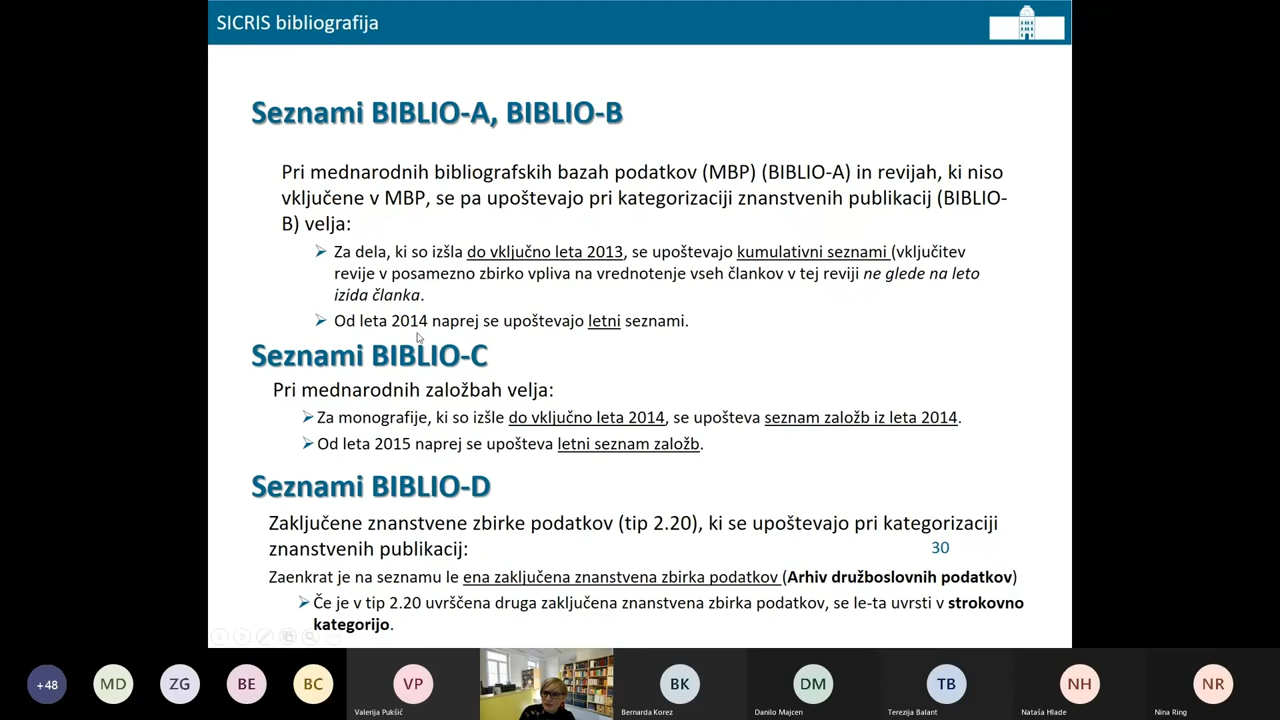 SICRIS bibliografija
Seznami BIBLIO-A, BIBLIO-B
Pri mednarodnih bibliografskih bazah podatkov (MBP) (BIBLIO-A) in revijah, ki niso
vključene v MBP, se pa upoštevajo pri kategorizaciji znanstvenih publikacij (BIBLIO-
B) velja:
Za dela, ki so izšla do vključno leta 2013, se upoštevajo kumulativni seznami (vključitev
revije v posamezno zbirko vpliva na vrednotenje vseh člankov v tej reviji ne glede na leto
izida članka.
Od leta 2014 naprej se upoštevajo letni seznami.
Seznami BIBLIO-C
Pri mednarodnih založbah velja:
Za monografije, ki so izšle do vključno leta 2014, se upošteva seznam založb iz leta 2014.
Od leta 2015 naprej se upošteva letni seznam založb.
Seznami BIBLIO-D
Zaključene znanstvene zbirke podatkov (tip 2.20), ki se upoštevajo pri kategorizaciji
znanstvenih publikacij:
30
Zaenkrat je na seznamu le ena zaključena znanstvena zbirka podatkov (Arhiv družboslovnih podatkov)
Če je v tip 2.20 uvrščena druga zaključena znanstvena zbirka podatkov, se le-ta uvrsti v strokovno
kategorijo.
+48 MD ZG BE BC VP BK DM TB NH NR
Valerija Pukšič Bernarda Korez Danilo Majcen Terezija Balant Nataša Hlade Nina Ring